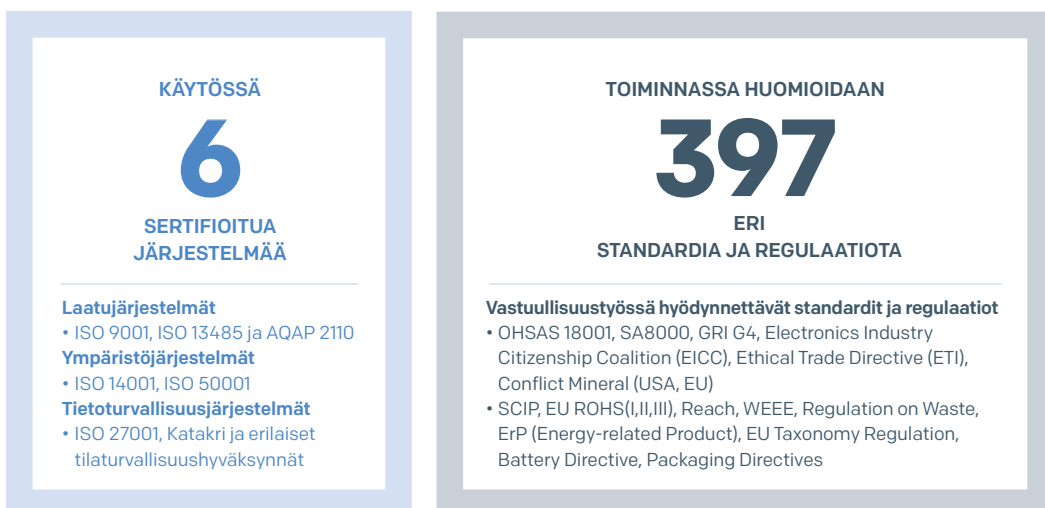 KÄYTÖSSÄ
6
SERTIFIOITUA
JÄRJESTELMÄÄ
Laatujärjestelmät
• ISO 9001, ISO 13485 ja AQAP 2110
Ympäristöjärjestelmät
• ISO 14001, ISO 50001
Tietoturvallisuusjärjestelmät
• ISO 27001, Katakri ja erilaiset
tilaturvallisuushyväksynnät
TOIMINNASSA HUOMIOIDAAN
397
ERI
STANDARDIA JA REGULAATIOTA
Vastuullisuustyössä hyödynnettävät standardit ja regulaatiot
• OHSAS 18001, SA8000, GRI G4, Electronics Industry
Citizenship Coalition (EICC), Ethical Trade Directive (ETI),
Conflict Mineral (USA, EU)
• SCIP, EU ROHS(I,II,III), Reach, WEEE, Regulation on Waste,
ErP (Energy-related Product), EU Taxonomy Regulation,
Battery Directive, Packaging Directives